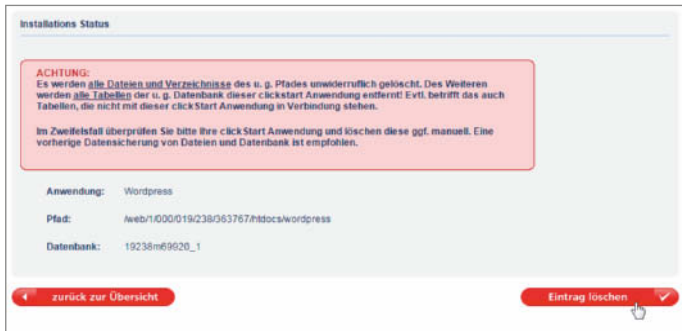 Installations Status
ACHTUNG:
Es werden alle Dateien und Verzeichnisse des u. g. Pfades unwiderruflich gelöscht. Des Weiteren
werden alle Tabellen der u. g. Datenbank dieser clickstart Anwendung entfernt! Evtl. betrifft das auch
Tabellen, die nicht mit dieser clickStart Anwendung in Verbindung stehen.
Im Zweifelsfall überprüfen Sie bitte Ihre clickStart Anwendung und löschen diese ggf. manuell. Eine
vorherige Datensicherung von Dateien und Datenbank ist empfohlen.
Anwendung: Wordpress
Pfad: /web/1/000/019/238/363767/htdocs/wordpress
Datenbank: 19238m69926_1
zurück zur Übersicht
Eintrag löschen